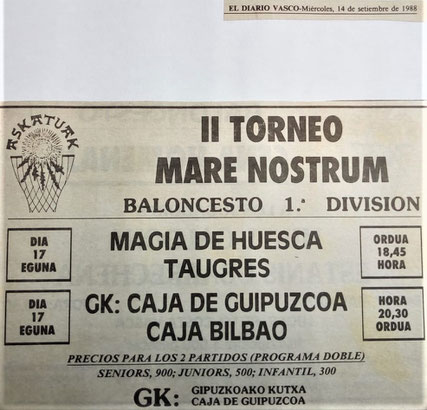 EL DIARIO VASCO-Miércoles, 14 de setiembre de 1988
ASKATUAK
II TORNEO
MARE NOSTRUM
BALONCESTO 1.ª DIVISION
DIA
17
EGUNA
MAGIA DE HUESCA
TAUGRES
ORDUA
18,45
HORA
DIA
17
EGUNA
GK: CAJA DE GUIPUZCOA
CAJA BILBAO
HORA
20,30
ORDUA
PRECIOS PARA LOS 2 PARTIDOS (PROGRAMA DOBLE)
SENIORS, 900; JUNIORS, 500; INFANTIL, 300
GK: GIPUZKOAKO KUTXA
CAJA DE GUIPUZCOA